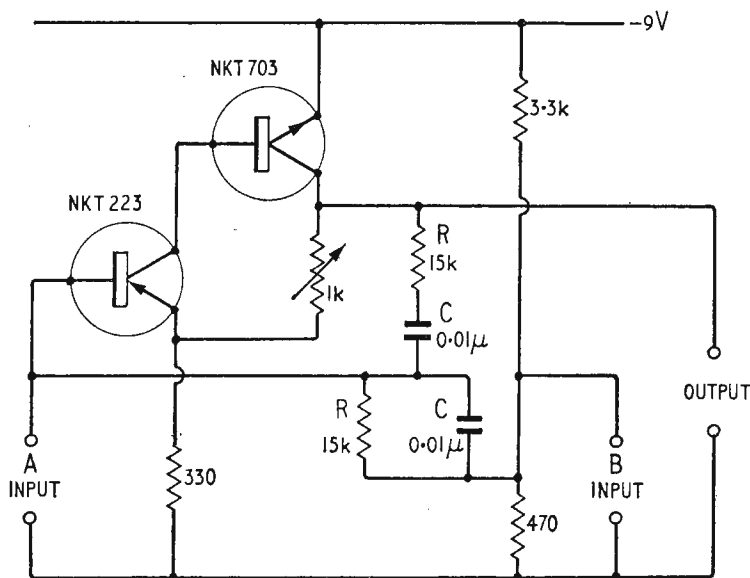 -9V
NKT 703
3·3k
NKT 223
R
15k
1k
C
0·01μ
R
15k
C
0·01μ
OUTPUT
A
INPUT
330
B
INPUT
470